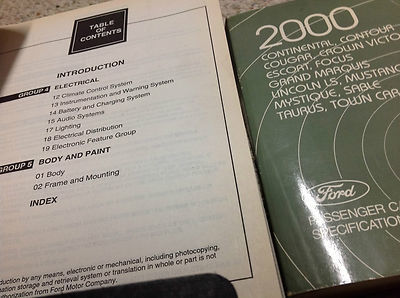 TABLE
OF
CONTENTS
INTRODUCTION
GROUP 4 ELECTRICAL
12 Climate Control System
13 Instrumentation and Warning System
14 Battery and Charging System
15 Audio Systems
17 Lighting
18 Electrical Distribution
19 Electronic Feature Group
GROUP 5 BODY AND PAINT
01 Body
02 Frame and Mounting
INDEX
by any means, electronic or mechanical, including photocopying,
storage and retrieval system or translation in whole or part is not
authorization from Ford Motor Company.
2000
CONTINENTAL, CONTOUR
COUGAR, CROWN VICTO
ESCORT, FOCUS
GRAND MARQUIS
LINCOLN LS, MUSTANG
MYSTIQUE, SABLE
TAURUS, TOWN CAR
Ford
PASSENGER CA
SPECIFICATION